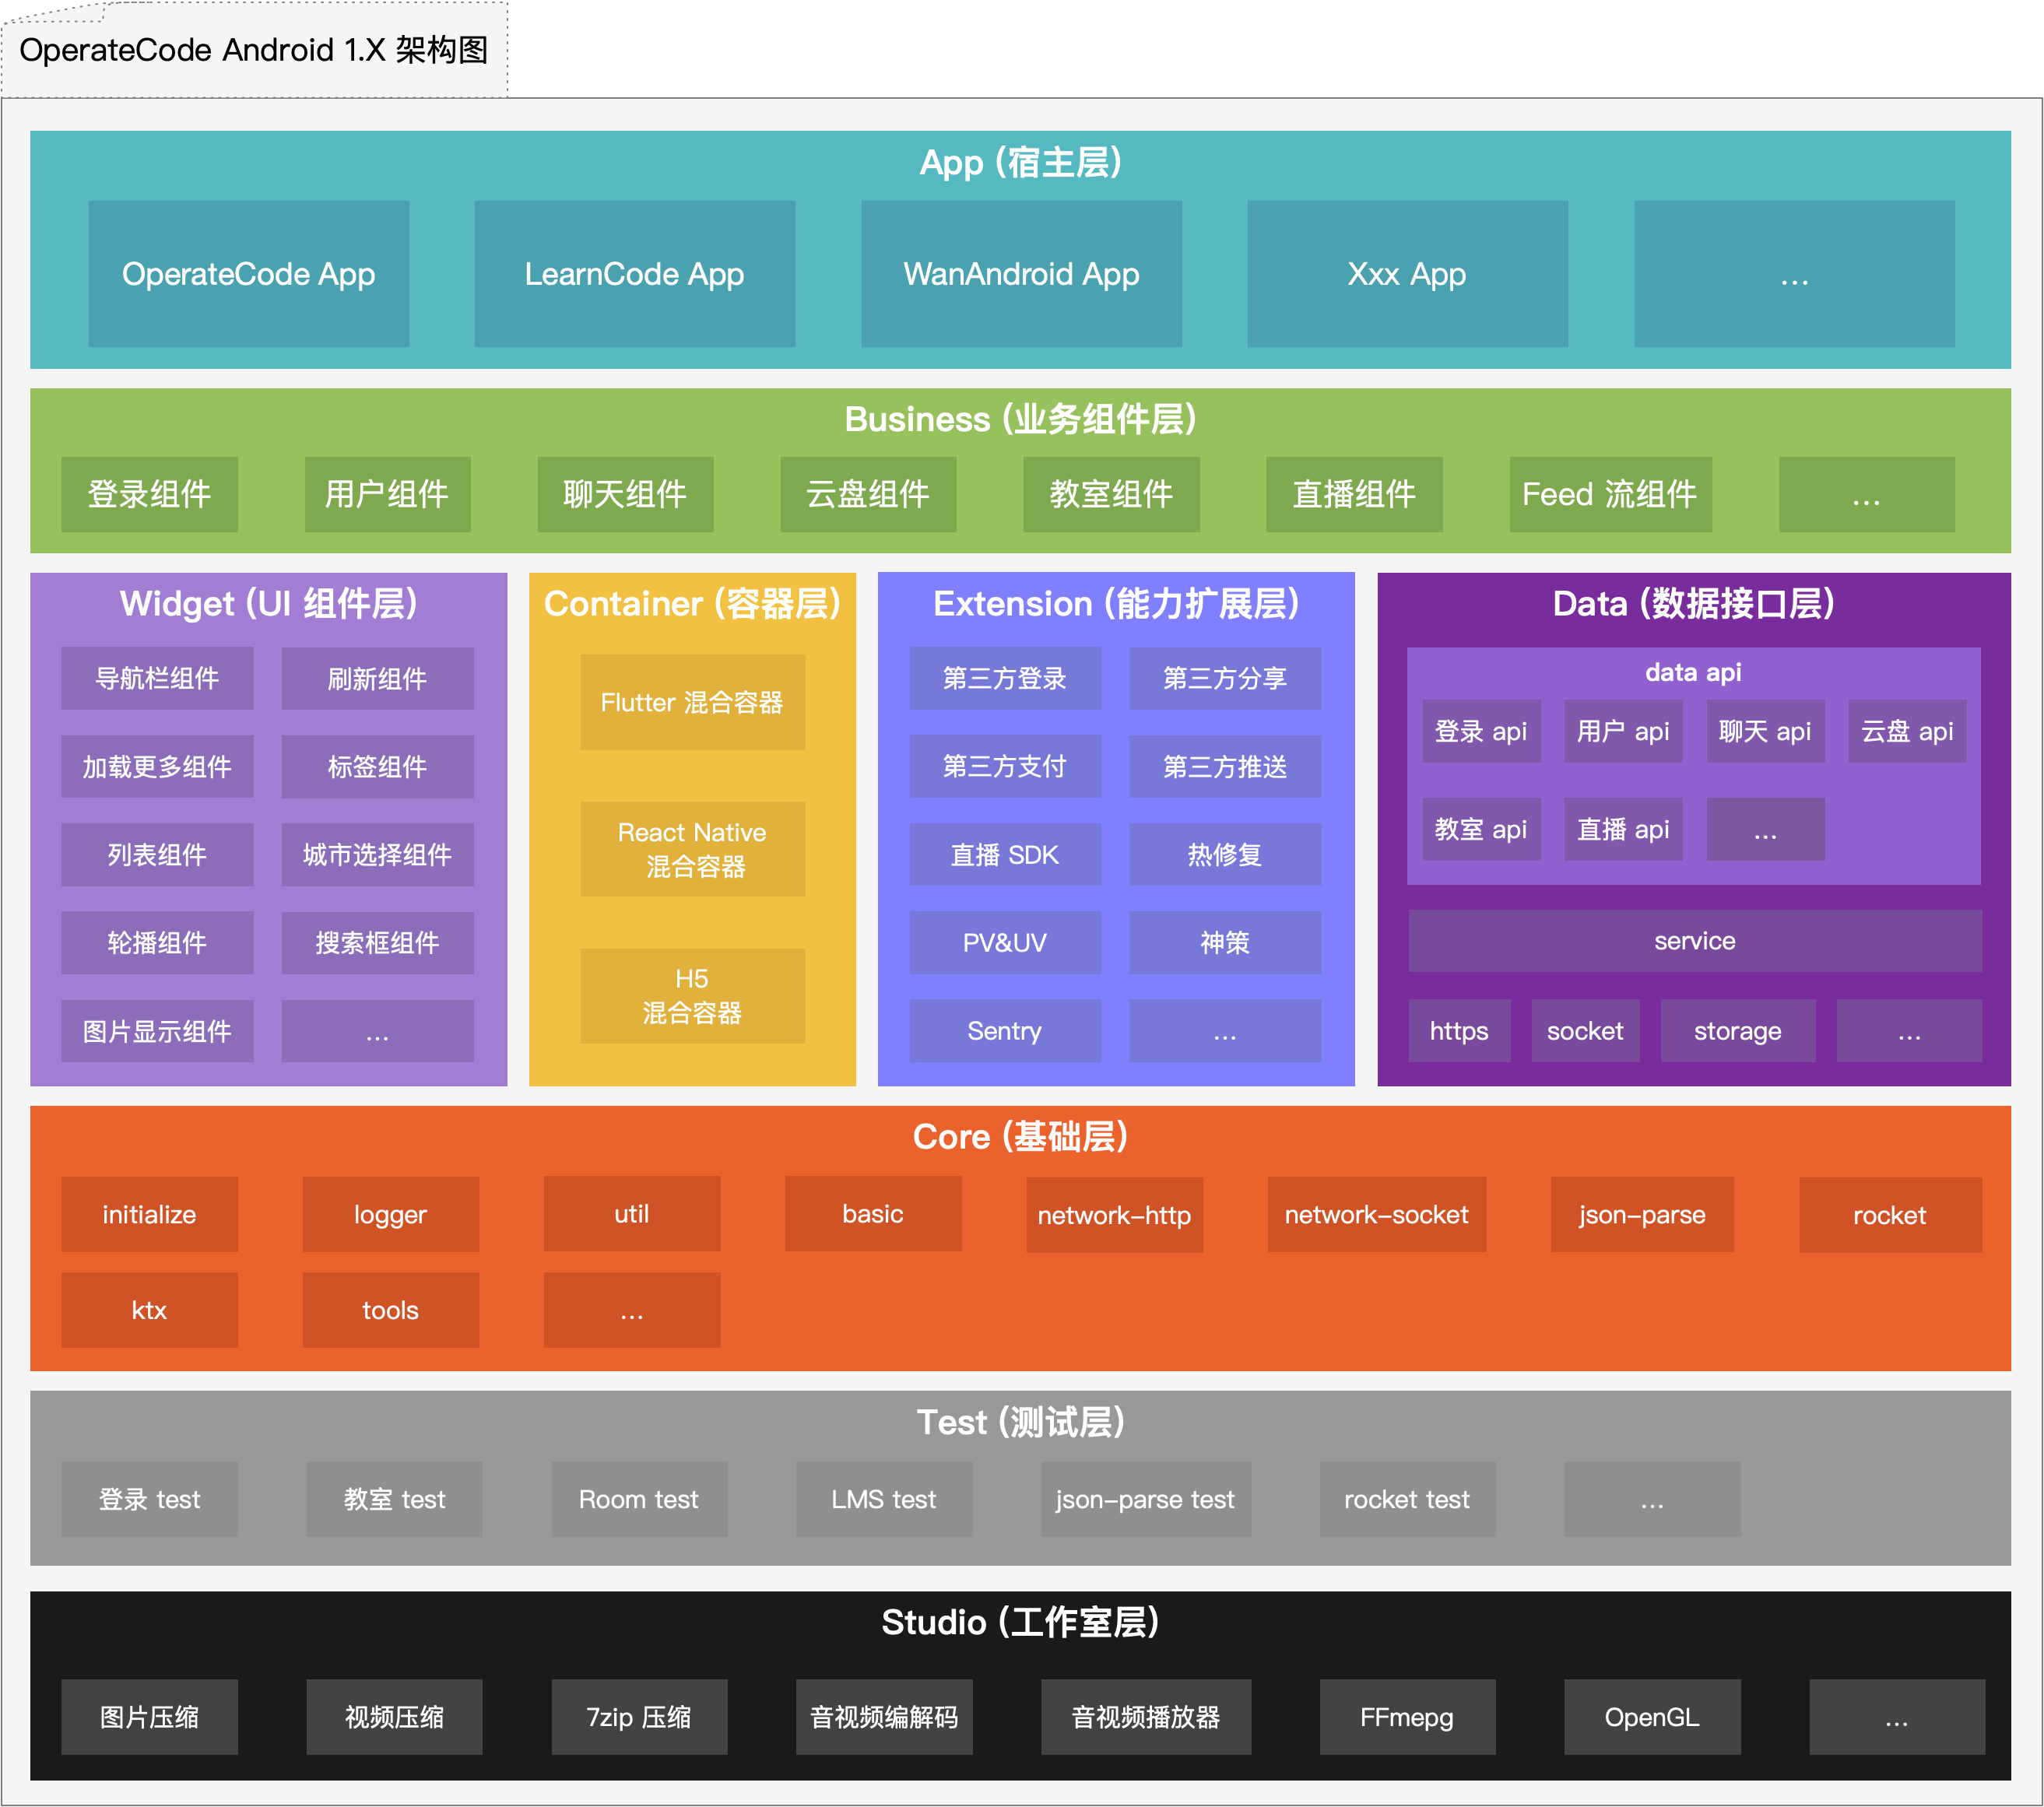 OperateCode Android 1.X 架构图
App (宿主层)
OperateCode App
LearnCode App
WanAndroid App
Xxx App
...
Business (业务组件层)
登录组件
用户组件
聊天组件
云盘组件
教室组件
直播组件
Feed 流组件
...
Widget (UI 组件层)
导航栏组件
刷新组件
加载更多组件
标签组件
列表组件
城市选择组件
轮播组件
搜索框组件
图片显示组件
...
Container (容器层)
Flutter 混合容器
React Native
混合容器
H5
混合容器
Extension (能力扩展层)
第三方登录
第三方分享
第三方支付
第三方推送
直播 SDK
热修复
PV&UV
神策
Sentry
...
Data (数据接口层)
data api
登录 api
用户 api
聊天 api
云盘 api
教室 api
直播 api
...
service
https
socket
storage
...
Core (基础层)
initialize
logger
util
basic
network-http
network-socket
json-parse
rocket
ktx
tools
...
Test (测试层)
登录 test
教室 test
Room test
LMS test
json-parse test
rocket test
...
Studio (工作室层)
图片压缩
视频压缩
7zip 压缩
音视频编解码
音视频播放器
FFmepg
OpenGL
...